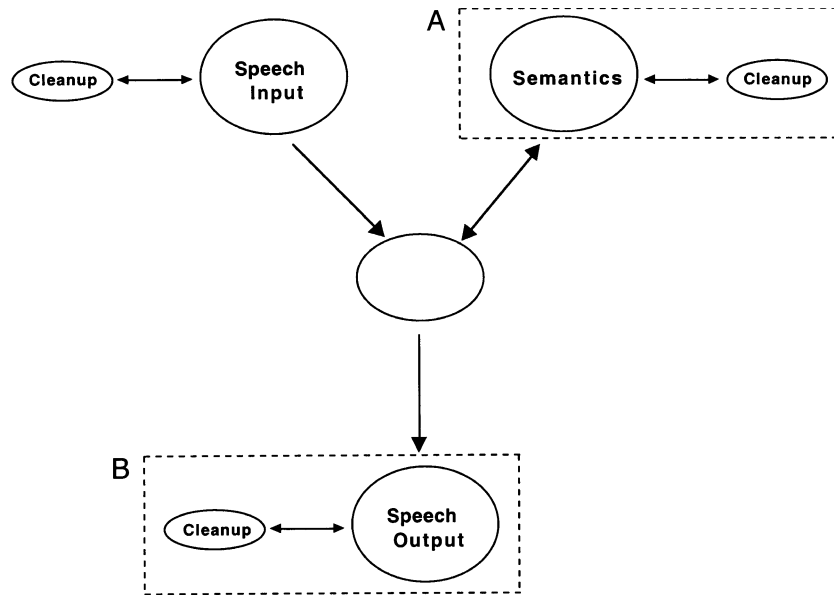 A
Cleanup
Speech
Input
Semantics
Cleanup
B
Cleanup
Speech
Output